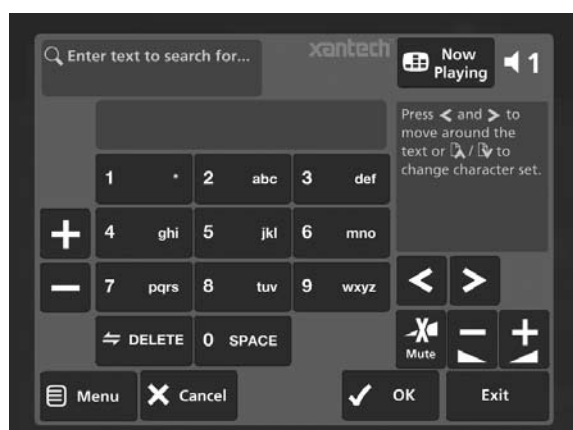 Enter text to search for...
xantech
Now
Playing
1
Press < and > to
move around the
text or / to
change character set.
1 *
2 abc
3 def
+
4 ghi
5 jkl
6 mno
−
7 pqrs
8 tuv
9 wxyz
< >
DELETE
0 SPACE
Mute
− +
Menu
Cancel
OK
Exit